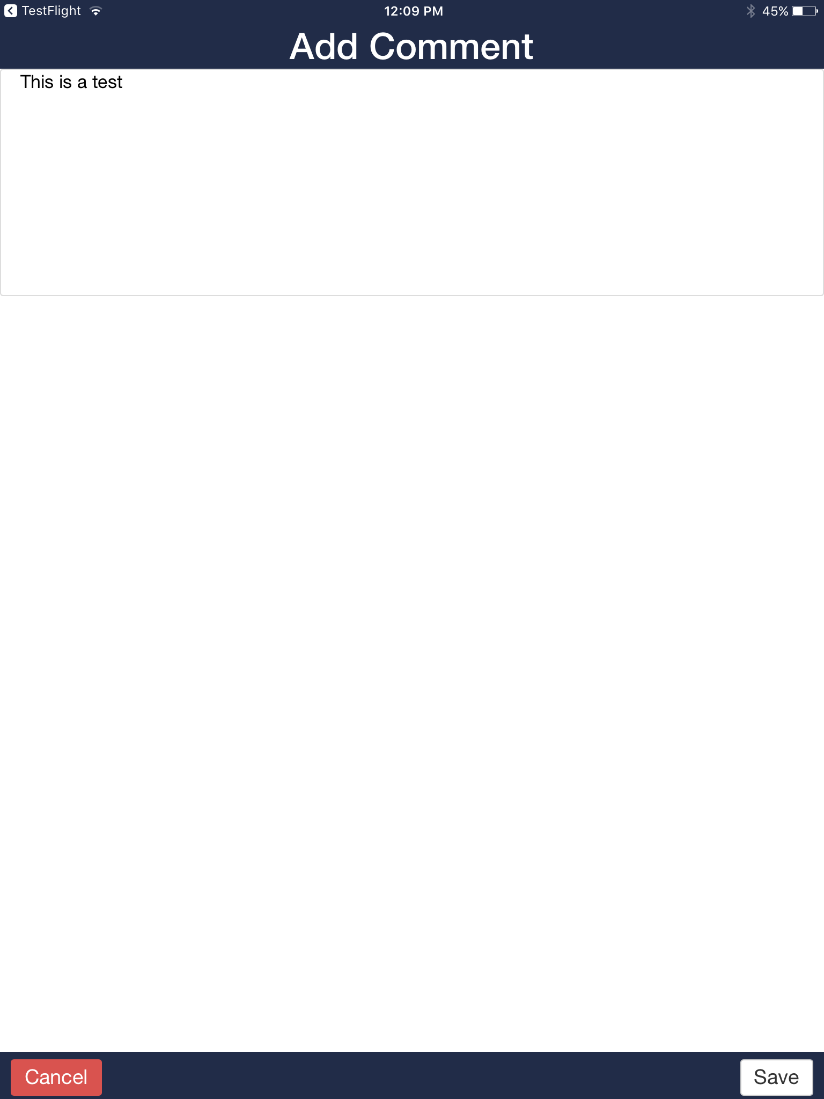 TestFlight 12:09 PM 45%
Add Comment
This is a test
Cancel Save